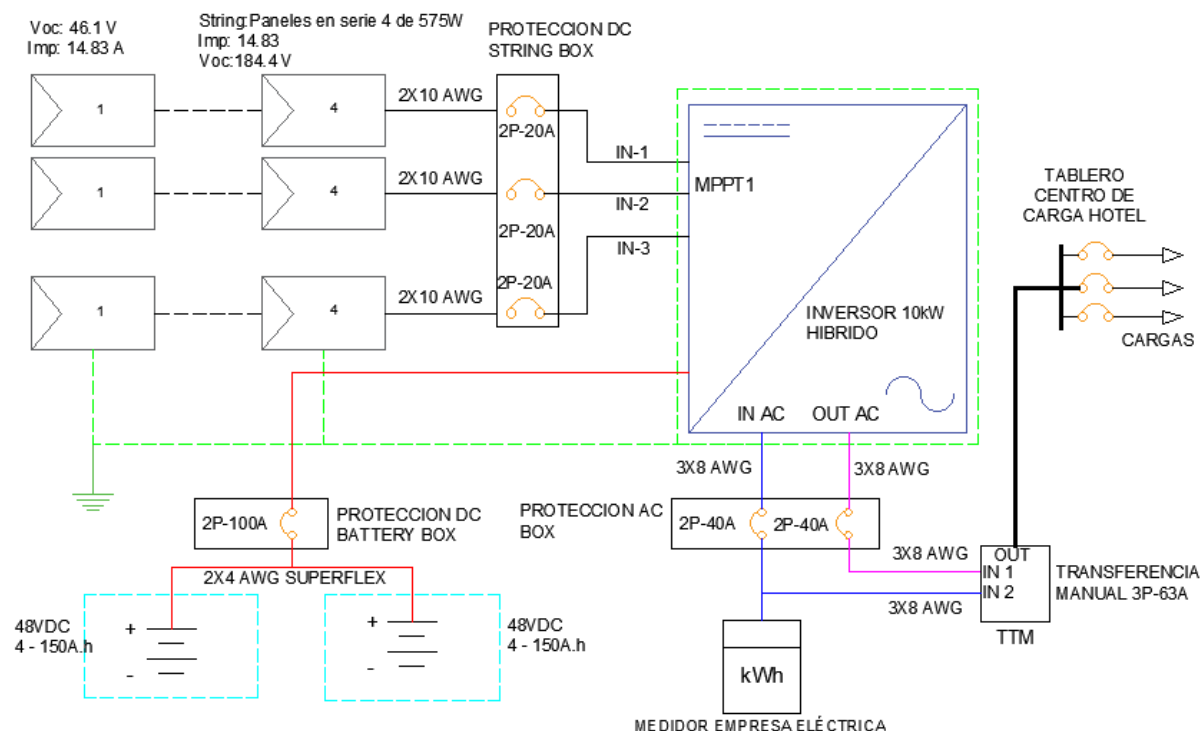 Voc: 46.1 V
Imp: 14.83 A
String:Paneles en serie 4 de 575W
Imp: 14.83
Voc:184.4 V
PROTECCION DC
STRING BOX
1
4
2X10 AWG
2P-20A
IN-1
1
4
2X10 AWG
2P-20A
IN-2
MPPT1
1
4
2X10 AWG
2P-20A
IN-3
INVERSOR 10kW
HIBRIDO
IN AC
OUT AC
TABLERO
CENTRO DE
CARGA HOTEL
CARGAS
3X8 AWG
3X8 AWG
2P-100A
PROTECCION DC
BATTERY BOX
PROTECCION AC
BOX
2P-40A
2P-40A
2X4 AWG SUPERFLEX
3X8 AWG
3X8 AWG
OUT
IN 1
IN 2
TRANSFERENCIA
MANUAL 3P-63A
TTM
48VDC
4 - 150A.h
+
-
48VDC
4 - 150A.h
+
-
kWh
MEDIDOR EMPRESA ELÉCTRICA